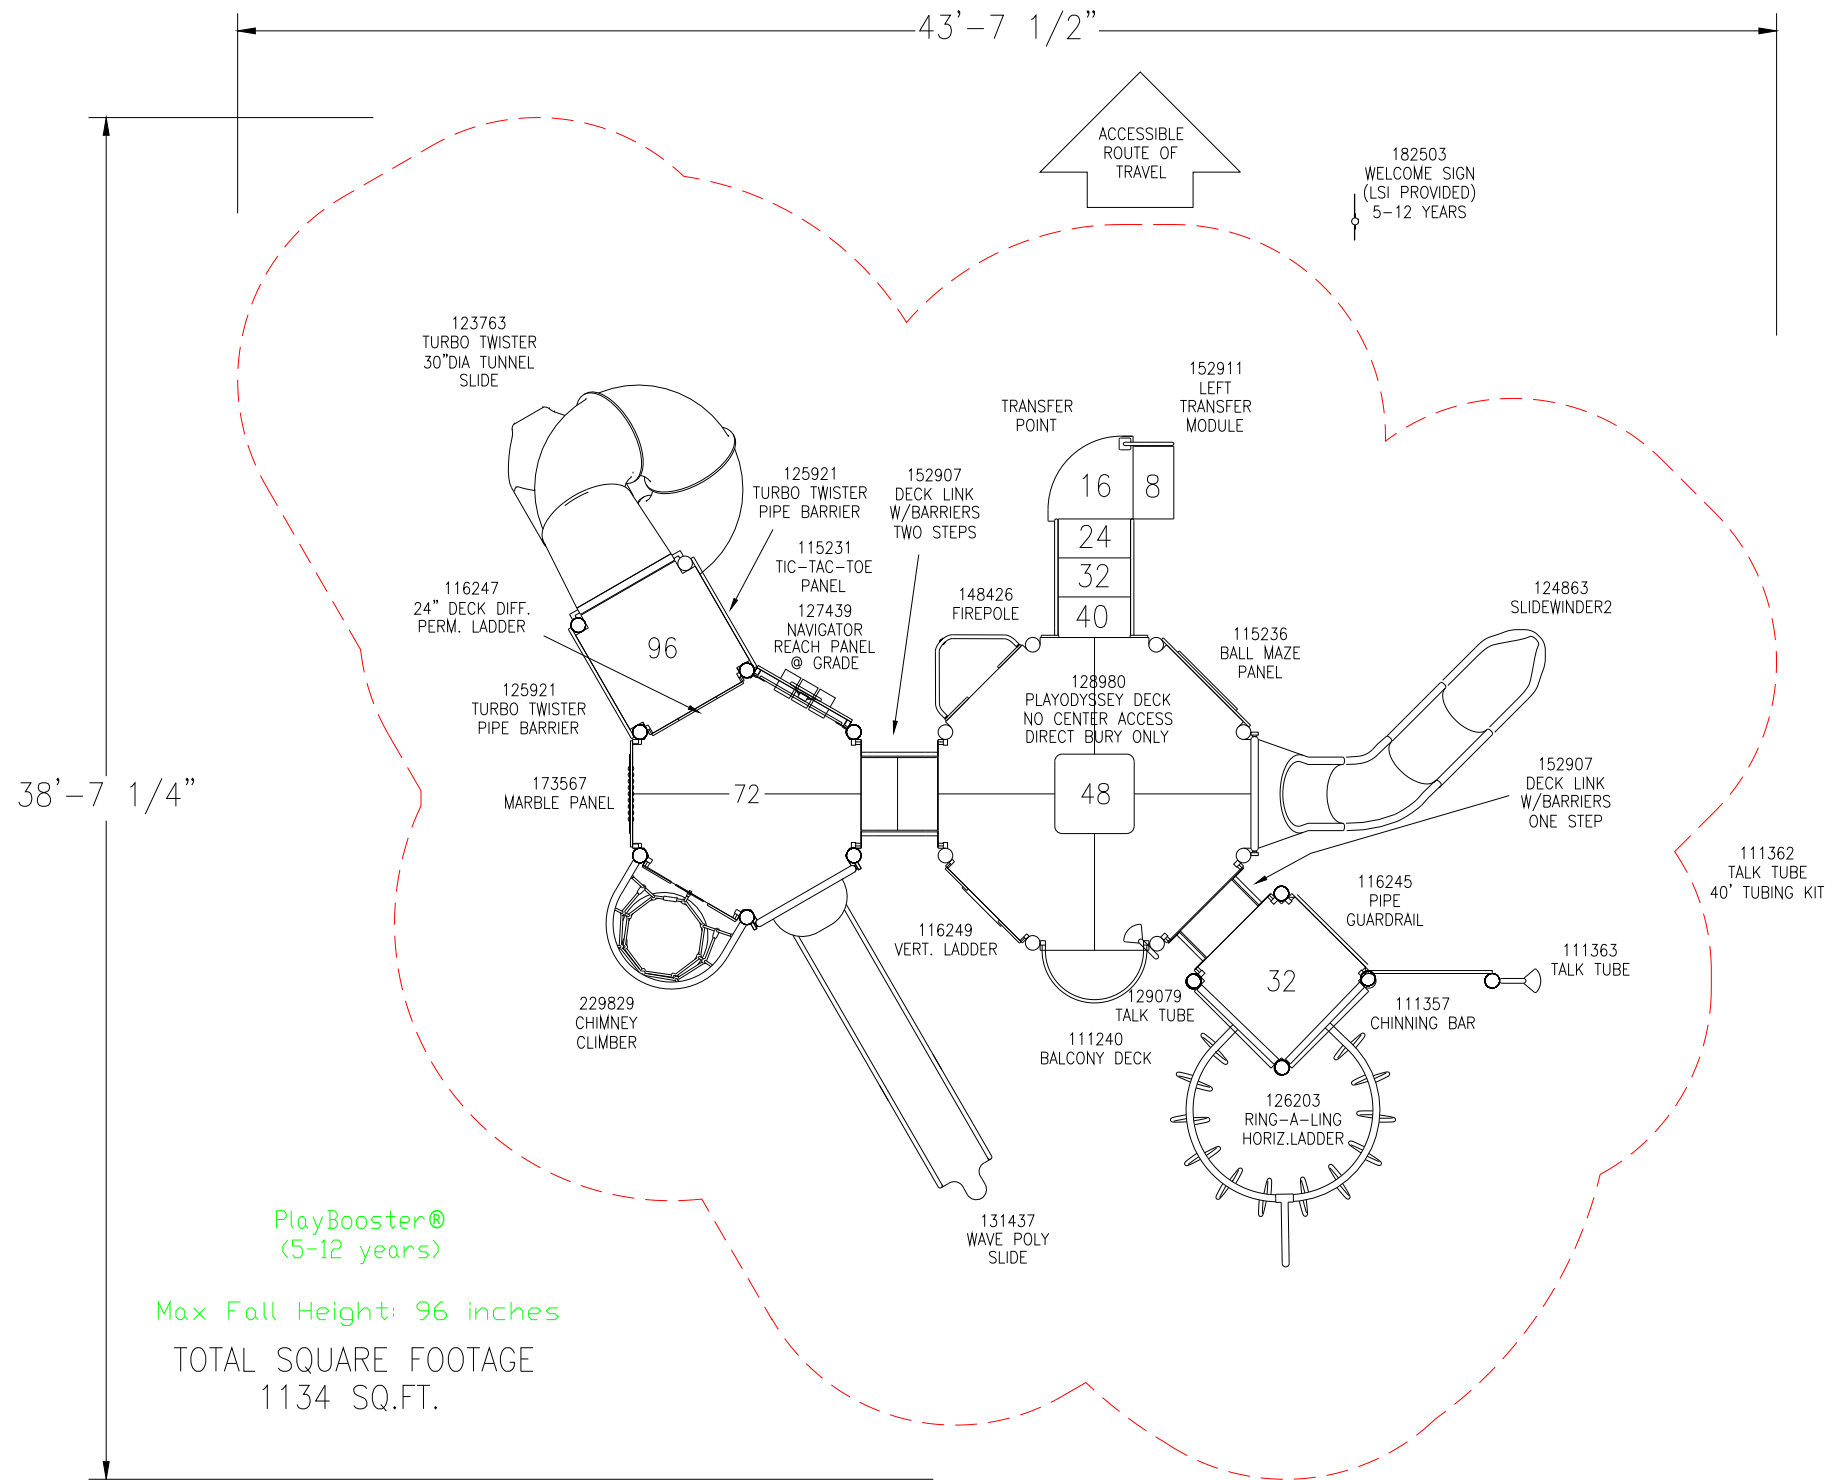 43'-7 1/2"
ACCESSIBLE
ROUTE OF
TRAVEL
182503
WELCOME SIGN
(LSI PROVIDED)
5-12 YEARS
123763
TURBO TWISTER
30"DIA TUNNEL
SLIDE
152911
LEFT
TRANSFER
MODULE
TRANSFER
POINT
16
8
24
32
40
125921
TURBO TWISTER
PIPE BARRIER
152907
DECK LINK
W/BARRIERS
TWO STEPS
115231
TIC-TAC-TOE
PANEL
116247
24" DECK DIFF.
PERM. LADDER
127439
NAVIGATOR
REACH PANEL
@ GRADE
148426
FIREPOLE
124863
SLIDEWINDER2
115236
BALL MAZE
PANEL
96
128980
PLAYODYSSEY DECK
NO CENTER ACCESS
DIRECT BURY ONLY
125921
TURBO TWISTER
PIPE BARRIER
38'-7 1/4"
173567
MARBLE PANEL
72
48
152907
DECK LINK
W/BARRIERS
ONE STEP
111362
TALK TUBE
40' TUBING KIT
116245
PIPE
GUARDRAIL
116249
VERT. LADDER
111363
TALK TUBE
32
129079
TALK TUBE
111357
CHINNING BAR
229829
CHIMNEY
CLIMBER
111240
BALCONY DECK
126203
RING-A-LING
HORIZ.LADDER
131437
WAVE POLY
SLIDE
PlayBooster®
(5-12 years)
Max Fall Height: 96 inches
TOTAL SQUARE FOOTAGE
1134 SQ.FT.